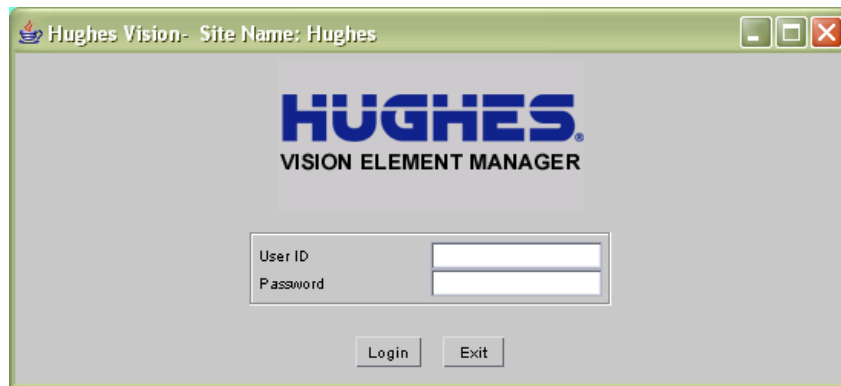 Hughes Vision- Site Name: Hughes
HUGHES®
VISION ELEMENT MANAGER
User ID
Password
Login Exit